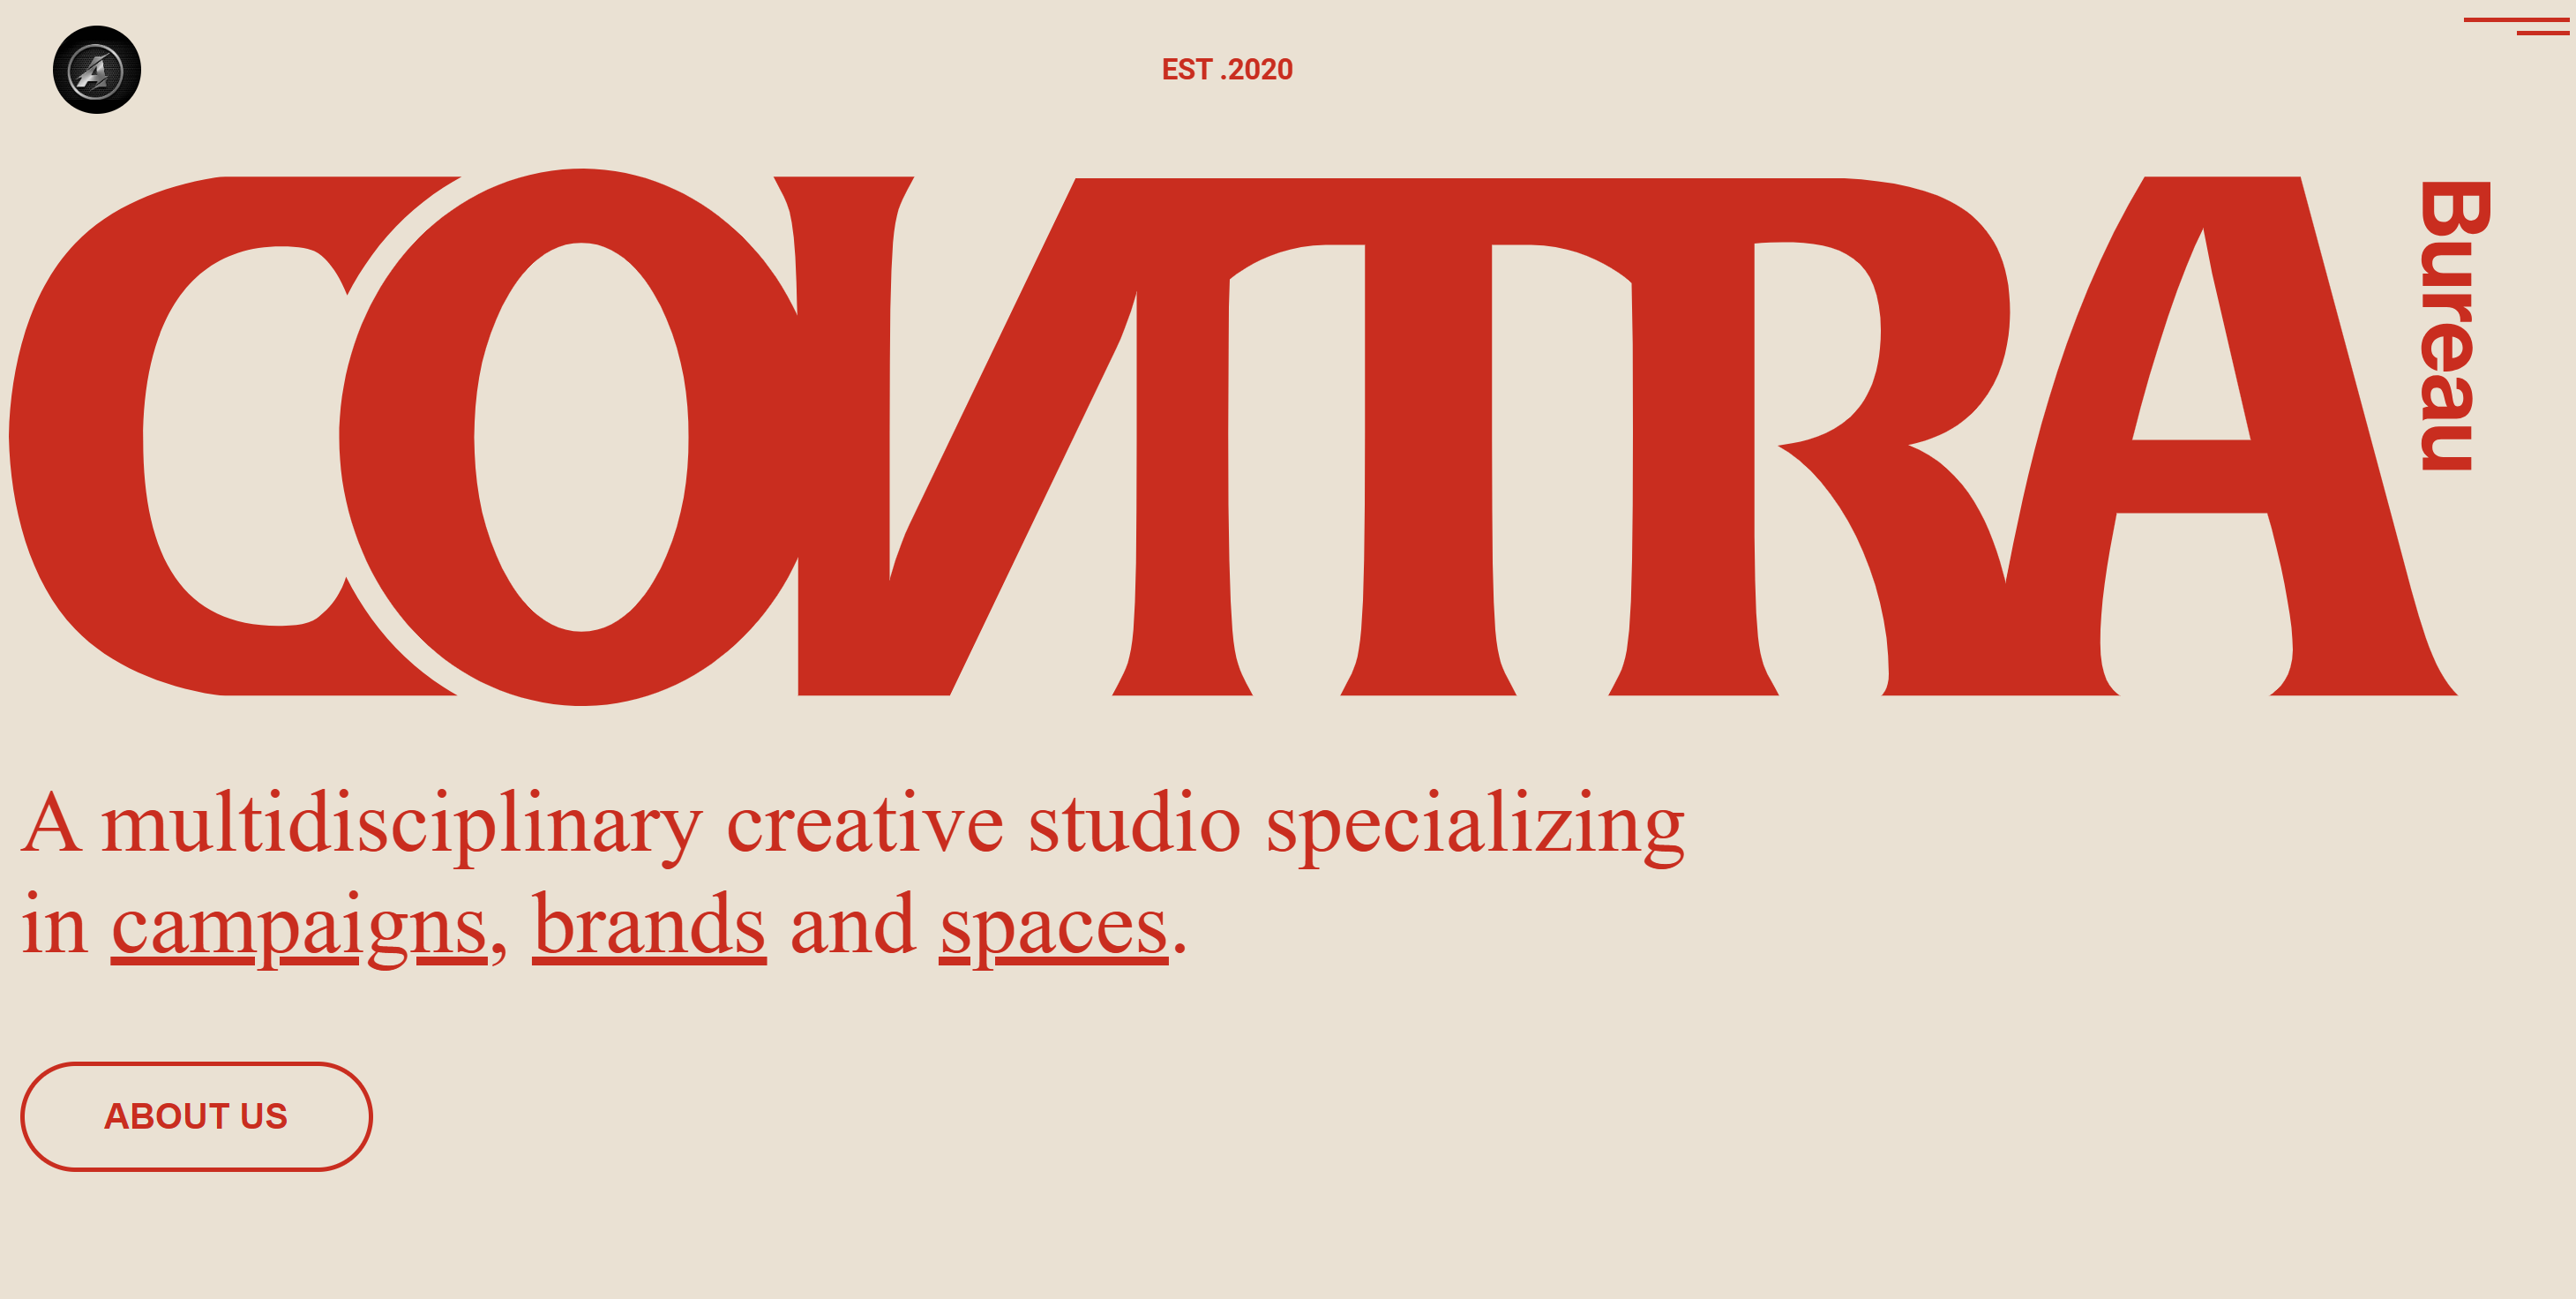 A
EST .2020
CONTRA
Bureau
A multidisciplinary creative studio specializing
in campaigns, brands and spaces.
ABOUT US